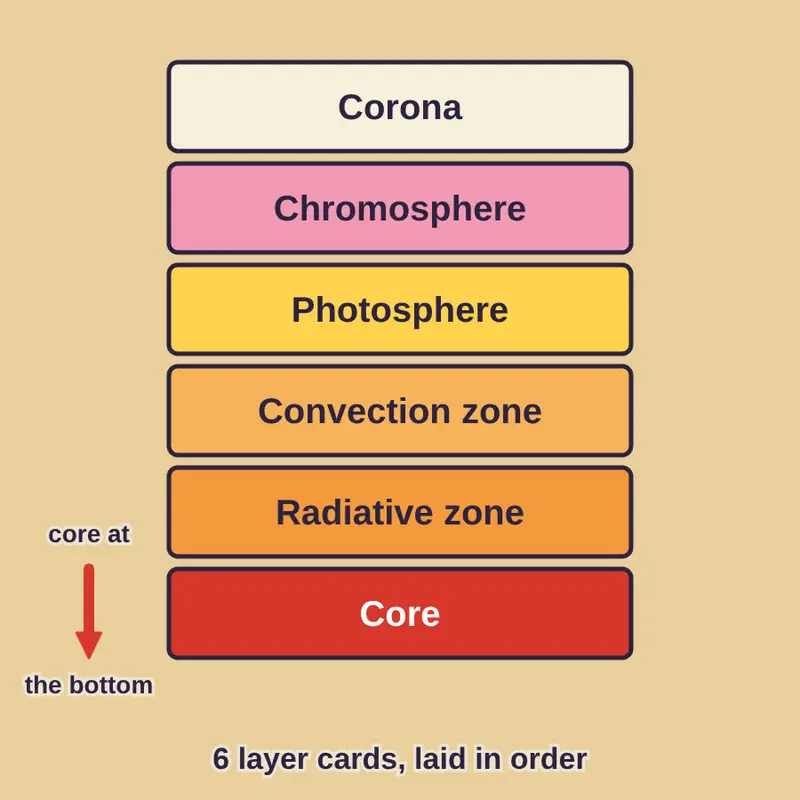 Corona
Chromosphere
Photosphere
Convection zone
Radiative zone
core at
Core
the bottom
6 layer cards, laid in order